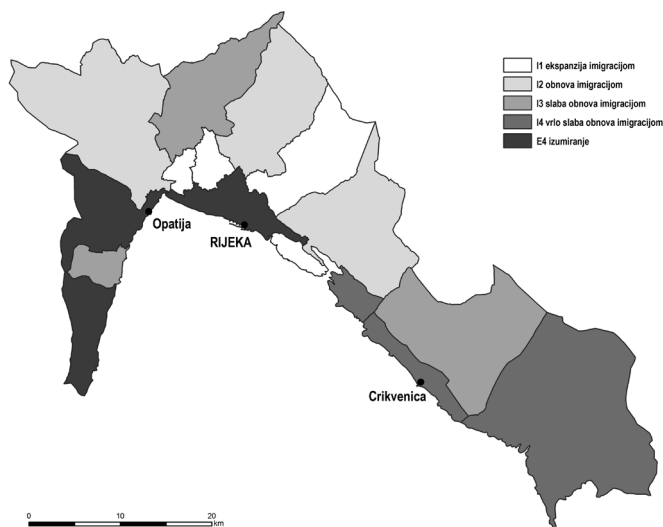 I1 ekspanzija imigracijom
I2 obnova imigracijom
I3 slaba obnova imigracijom
I4 vrlo slaba obnova imigracijom
E4 izumiranje
Opatija
RIJEKA
Crikvenica
0 10 20
km